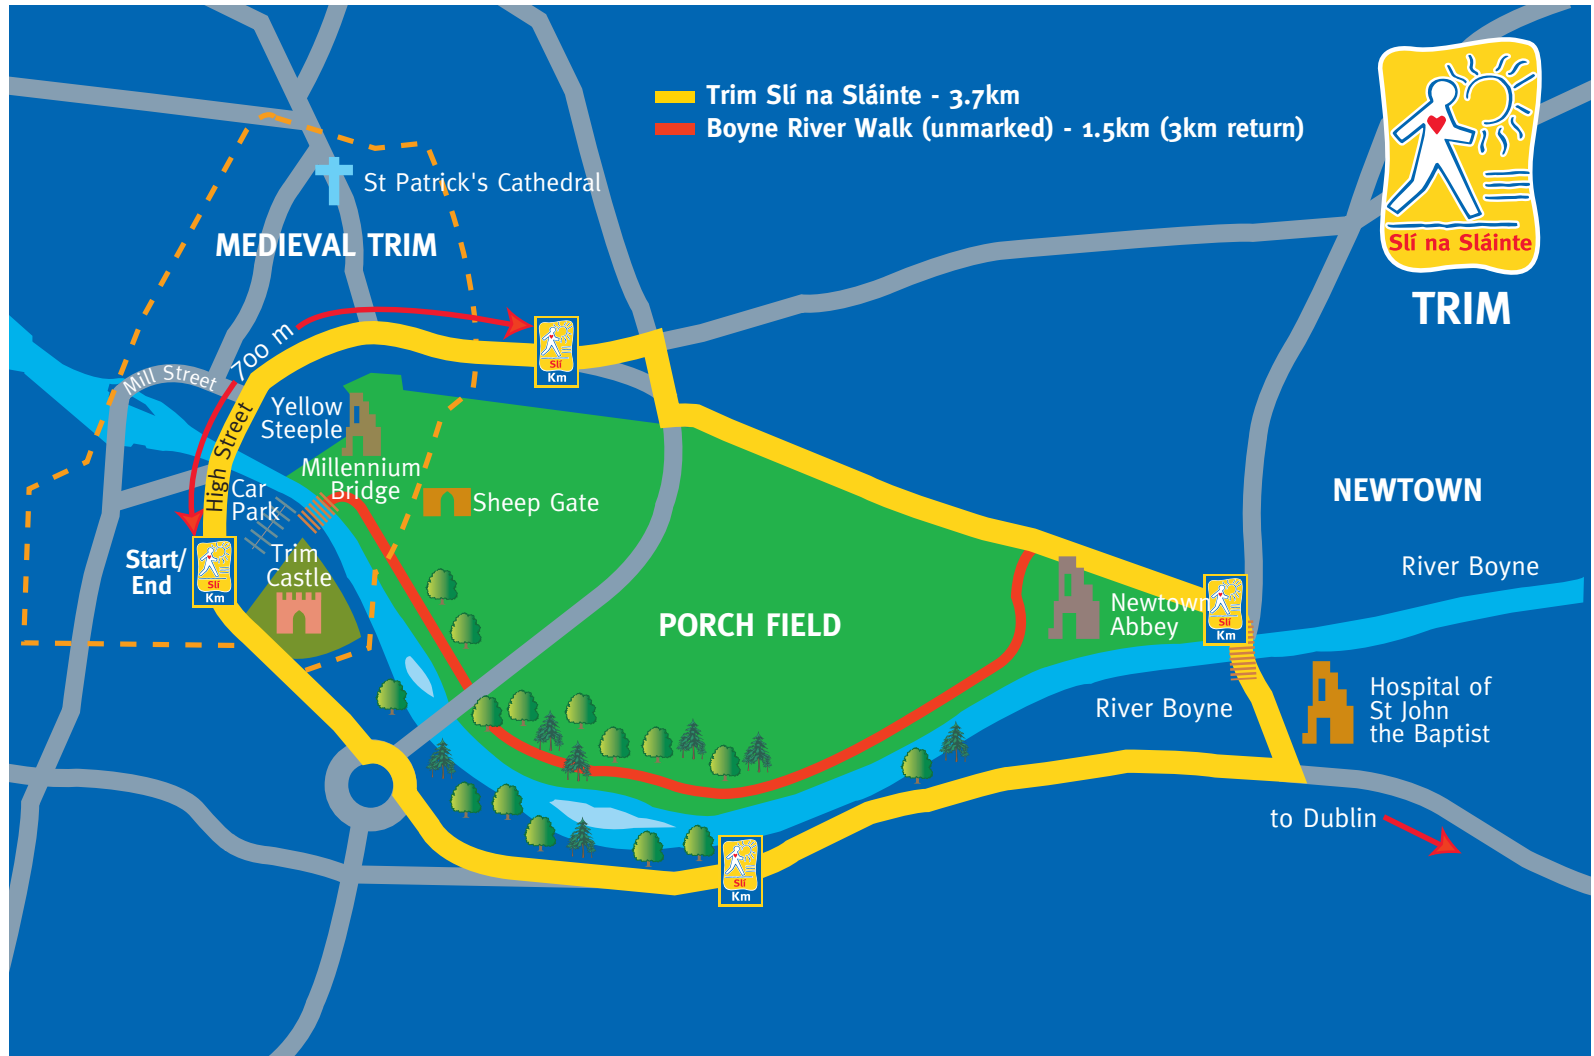 Trim Slí na Sláinte - 3.7km
Boyne River Walk (unmarked) - 1.5km (3km return)
Slí na Sláinte
TRIM
St Patrick's Cathedral
MEDIEVAL TRIM
700 m
Mill Street
High Street
Slí
Km
Yellow
Steeple
Millennium
Bridge
Car
Park
Sheep Gate
Start/
End
Slí
Km
Trim
Castle
PORCH FIELD
NEWTOWN
River Boyne
Newtown
Abbey
Slí
Km
River Boyne
Hospital of
St John
the Baptist
to Dublin
Slí
Km